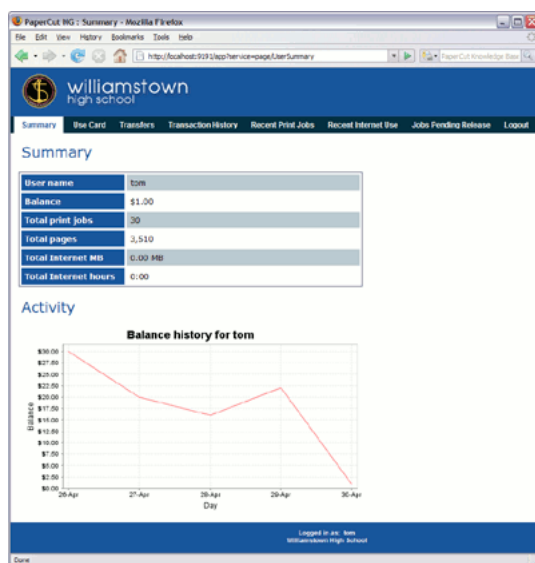 PaperCut NG : Summary - Mozilla Firefox
File Edit View History Bookmarks Tools Help
http://localhost:9191/app?service=page/UserSummary
PaperCut Knowledge Base
williamstown
high school
Summary Use Card Transfers Transaction History Recent Print Jobs Recent Internet Use Jobs Pending Release Logout
Summary
User name tom
Balance $1.00
Total print jobs 30
Total pages 3,510
Total Internet MB 0.00 MB
Total Internet hours 0:00
Activity
Balance history for tom
$30.00
$27.50
$25.00
$22.50
$20.00
$17.50
$15.00
$12.50
$10.00
$7.50
$5.00
$2.50
$0.00
Balance
26-Apr 27-Apr 28-Apr 29-Apr 30-Apr
Day
Logged in as: tom
Williamstown High School
Done